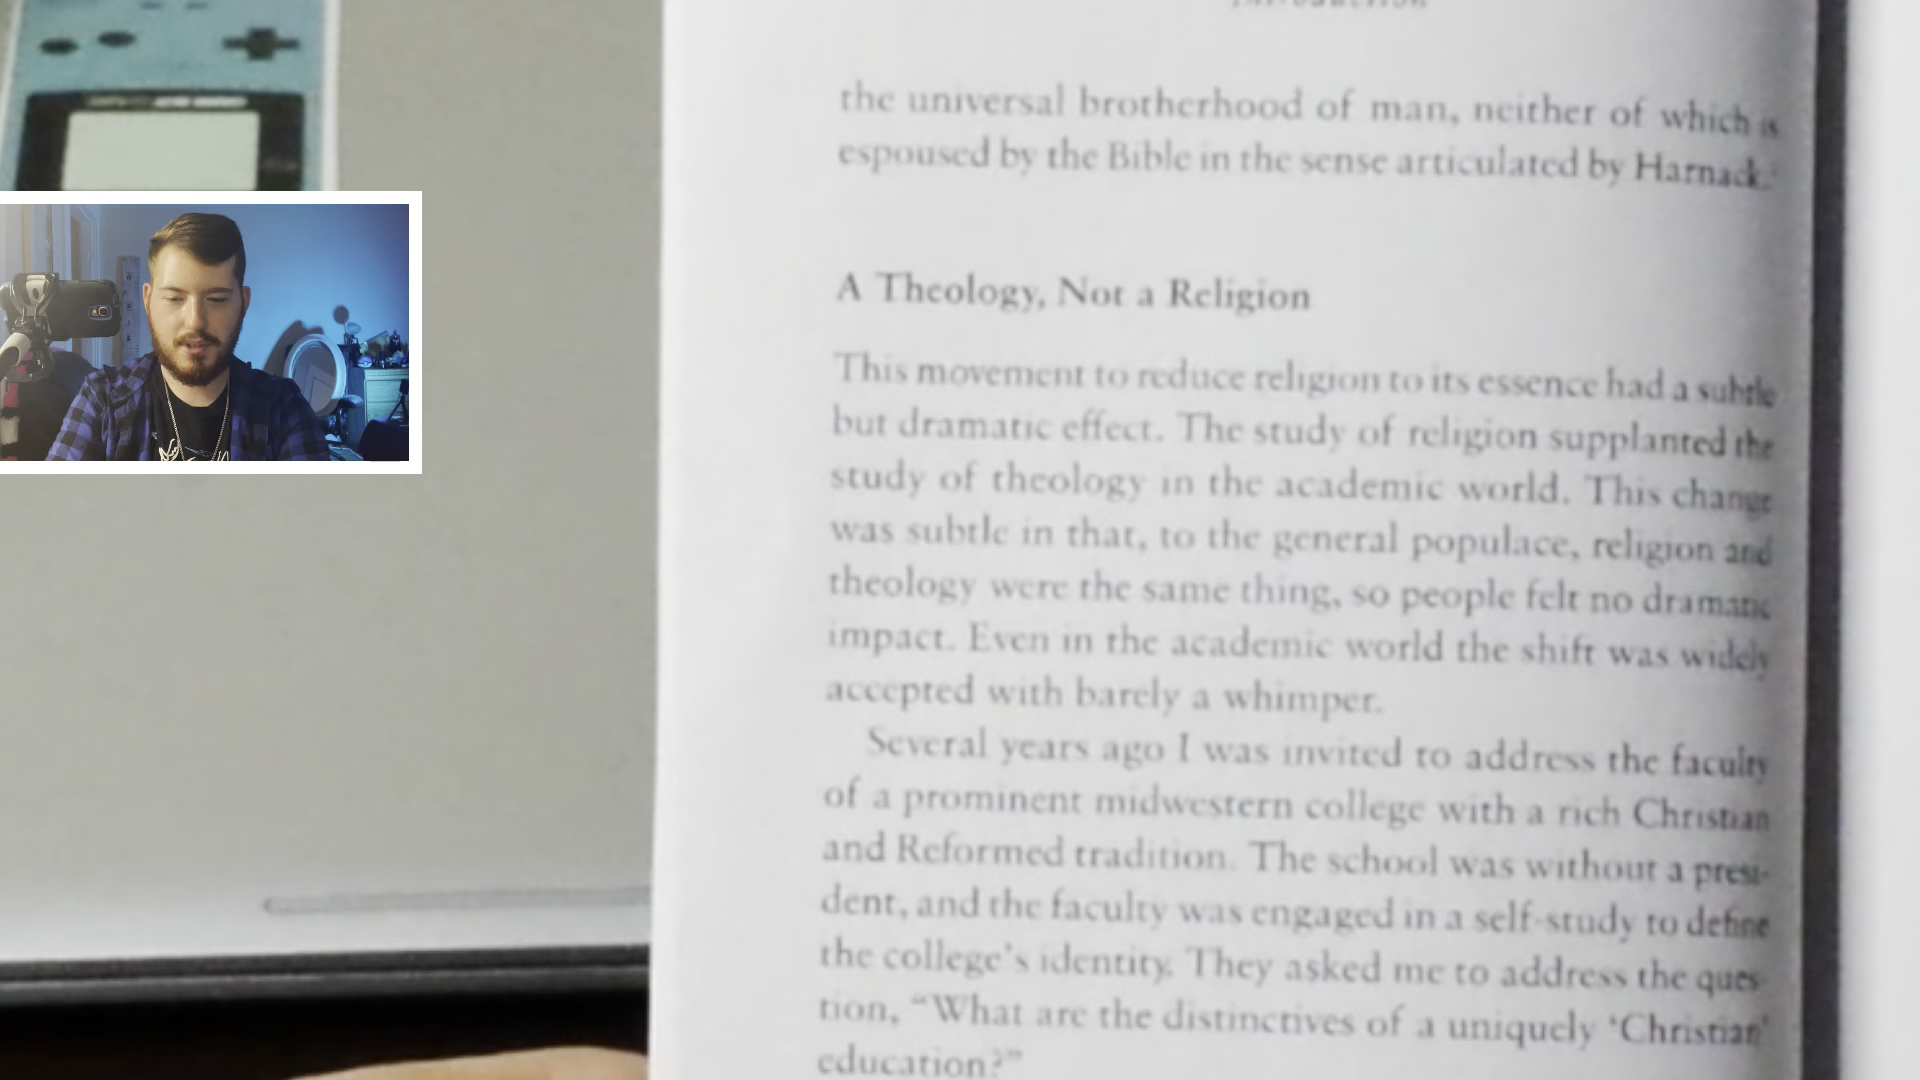 Introduction
the universal brotherhood of man, neither of which is
espoused by the Bible in the sense articulated by Harnack.
A Theology, Not a Religion
This movement to reduce religion to its essence had a subtle
but dramatic effect. The study of religion supplanted the
study of theology in the academic world. This change
was subtle in that, to the general populace, religion and
theology were the same thing, so people felt no dramatic
impact. Even in the academic world the shift was widely
accepted with barely a whimper.
Several years ago I was invited to address the faculty
of a prominent midwestern college with a rich Christian
and Reformed tradition. The school was without a presi-
dent, and the faculty was engaged in a self-study to define
the college's identity. They asked me to address the ques-
tion, “What are the distinctives of a uniquely ‘Christian’
education?”